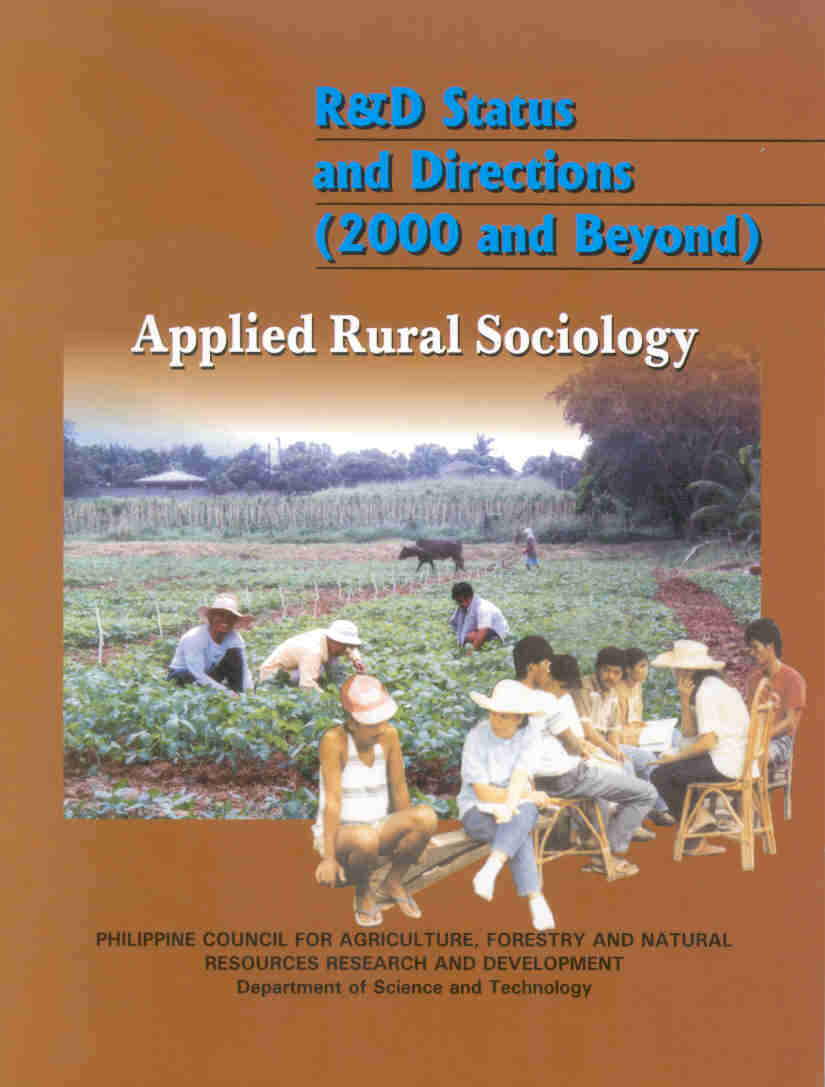 R&D Status
and Directions
(2000 and Beyond)
Applied Rural Sociology
PHILIPPINE COUNCIL FOR AGRICULTURE, FORESTRY AND NATURAL
RESOURCES RESEARCH AND DEVELOPMENT
Department of Science and Technology